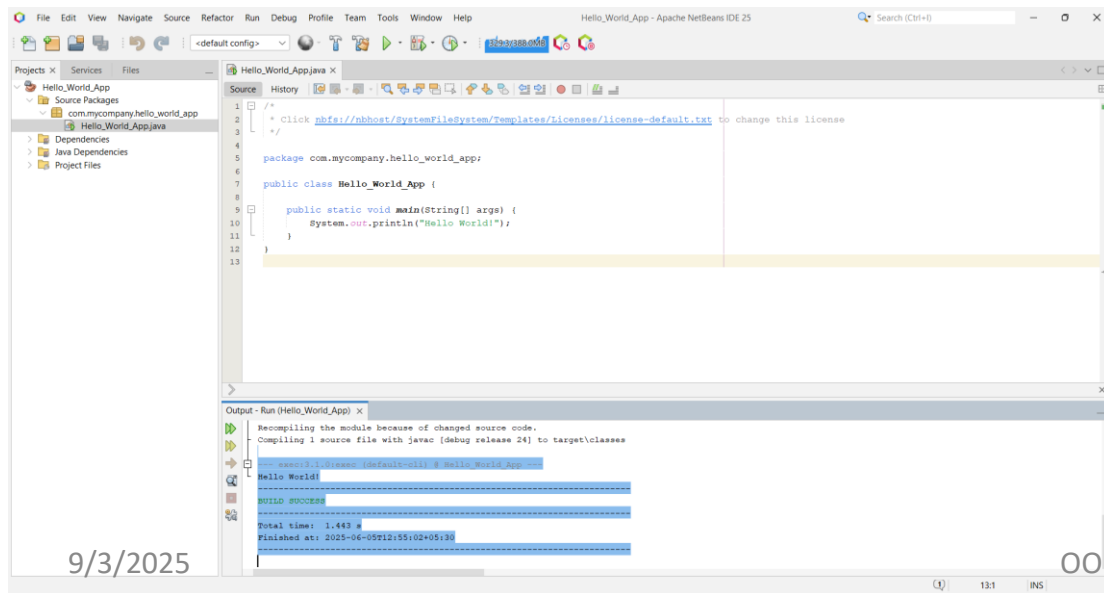 File Edit View Navigate Source Refactor Run Debug Profile Team Tools Window Help
Hello_World_App - Apache NetBeans IDE 25
Search (Ctrl+I)
<default config>
Projects × Services Files
Hello_World_App
Source Packages
com.mycompany.hello_world_app
Hello_World_App.java
Dependencies
Java Dependencies
Project Files
Hello_World_App.java ×
Source History
1 /*
2 * Click nbfs://nbhost/SystemFileSystem/Templates/Licenses/license-default.txt to change this license
3 */
4
5 package com.mycompany.hello_world_app;
6
7 public class Hello_World_App {
8
9 public static void main(String[] args) {
10 System.out.println("Hello World!");
11 }
12 }
13
Output - Run (Hello_World_App) ×
Recompiling the module because of changed source code.
Compiling 1 source file with javac [debug release 24] to target\classes
--- exec:3.1.0:exec (default-cli) @ Hello_World_App ---
Hello World!
------------------------------------------------------------------------
BUILD SUCCESS
------------------------------------------------------------------------
Total time: 1.443 s
Finished at: 2025-06-05T12:55:02+05:30
------------------------------------------------------------------------
9/3/2025
OO
13:1 INS